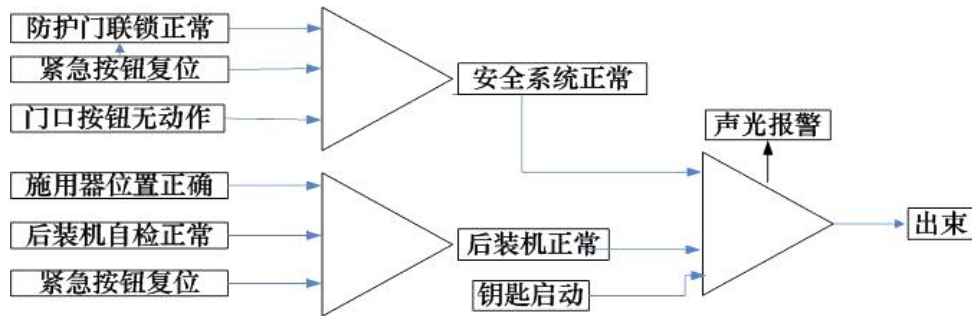 防护门联锁正常
紧急按钮复位
门口按钮无动作
安全系统正常
声光报警
施用器位置正确
后装机自检正常
紧急按钮复位
后装机正常
钥匙启动
出束